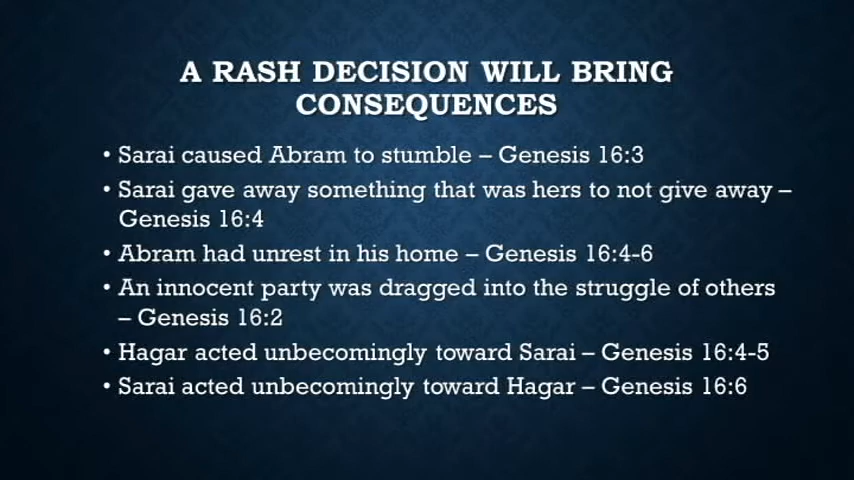 A RASH DECISION WILL BRING
CONSEQUENCES
• Sarai caused Abram to stumble – Genesis 16:3
• Sarai gave away something that was hers to not give away –
Genesis 16:4
• Abram had unrest in his home – Genesis 16:4-6
• An innocent party was dragged into the struggle of others
– Genesis 16:2
• Hagar acted unbecomingly toward Sarai – Genesis 16:4-5
• Sarai acted unbecomingly toward Hagar – Genesis 16:6